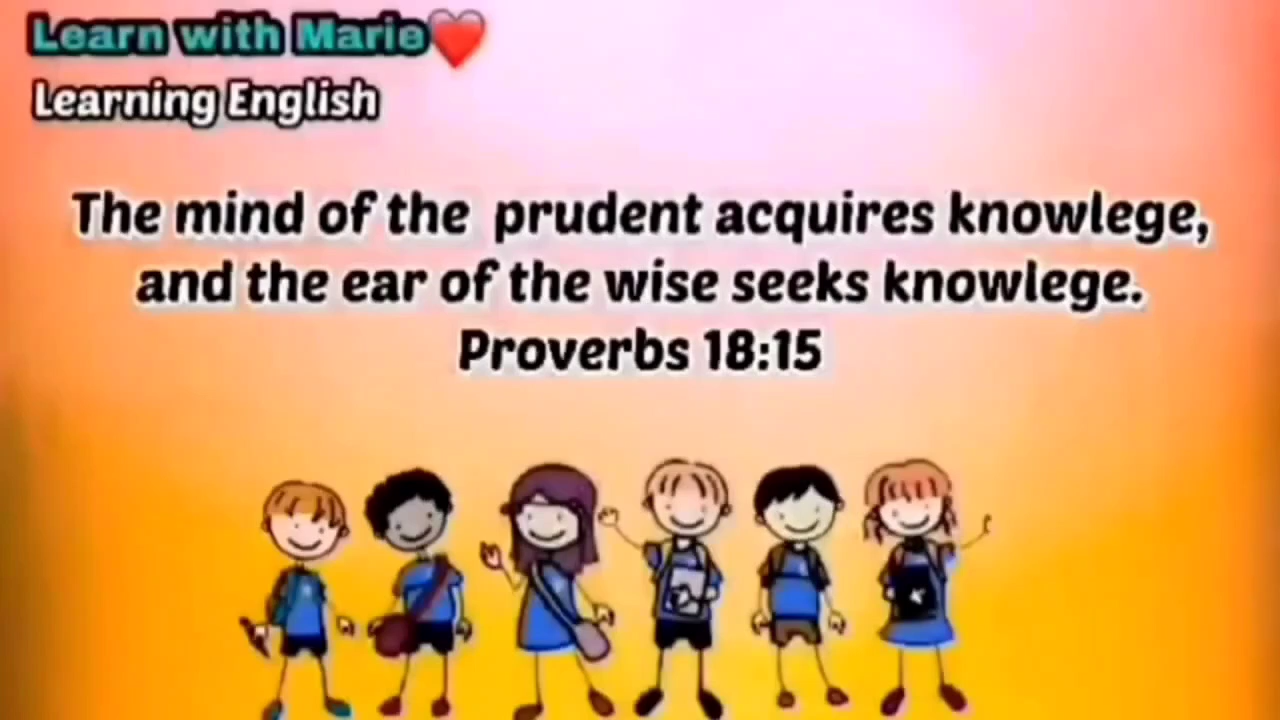 Learn with Marie❤️
Learning English
The mind of the prudent acquires knowlege,
and the ear of the wise seeks knowlege.
Proverbs 18:15